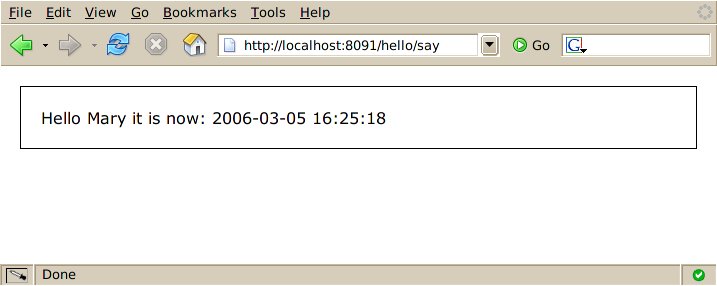 File Edit View Go Bookmarks Tools Help
http://localhost:8091/hello/say Go G
Hello Mary it is now: 2006-03-05 16:25:18
Done